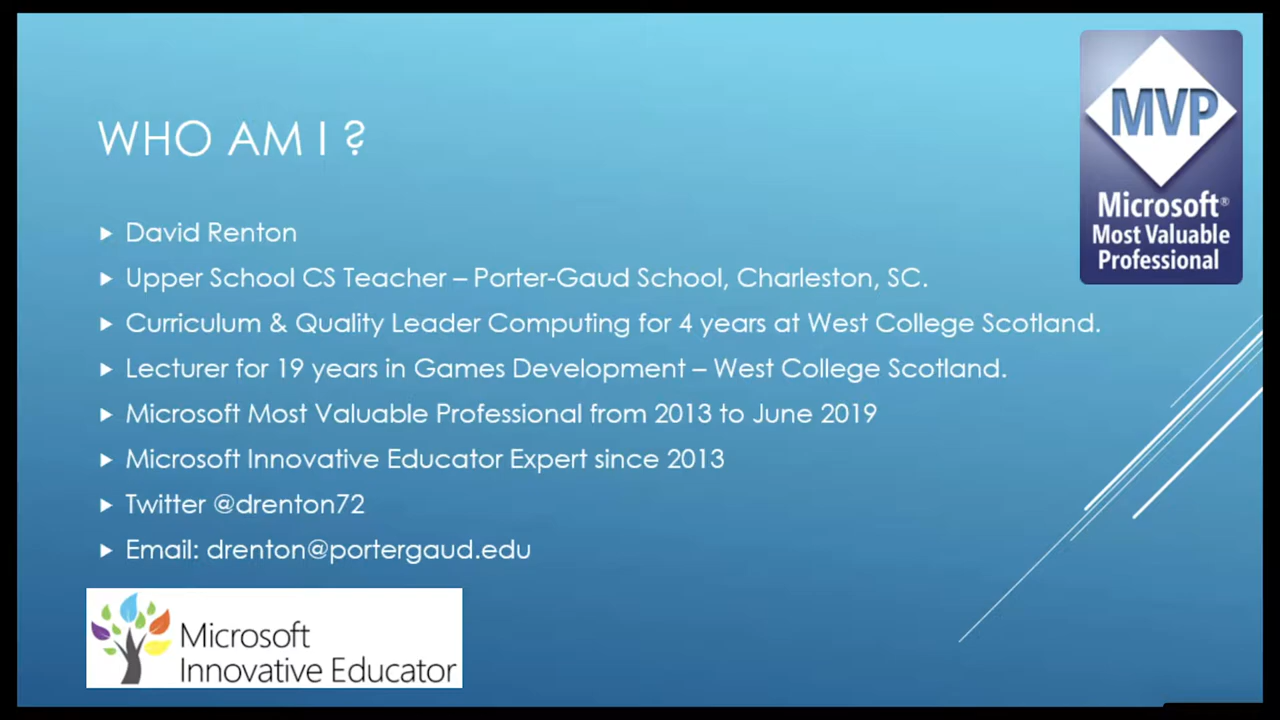 WHO AM I ?
David Renton
Upper School CS Teacher – Porter-Gaud School, Charleston, SC.
Curriculum & Quality Leader Computing for 4 years at West College Scotland.
Lecturer for 19 years in Games Development – West College Scotland.
Microsoft Most Valuable Professional from 2013 to June 2019
Microsoft Innovative Educator Expert since 2013
Twitter @drenton72
Email: drenton@portergaud.edu
MVP
Microsoft®
Most Valuable
Professional
Microsoft
Innovative Educator